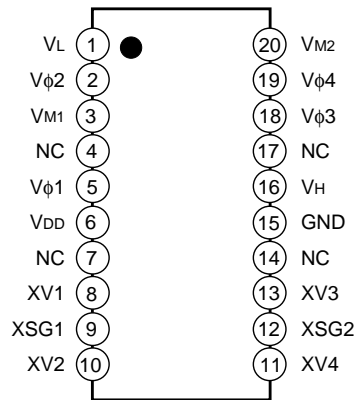 VL 1 20 VM2
Vϕ2 2 19 Vϕ4
VM1 3 18 Vϕ3
NC 4 17 NC
Vϕ1 5 16 VH
VDD 6 15 GND
NC 7 14 NC
XV1 8 13 XV3
XSG1 9 12 XSG2
XV2 10 11 XV4